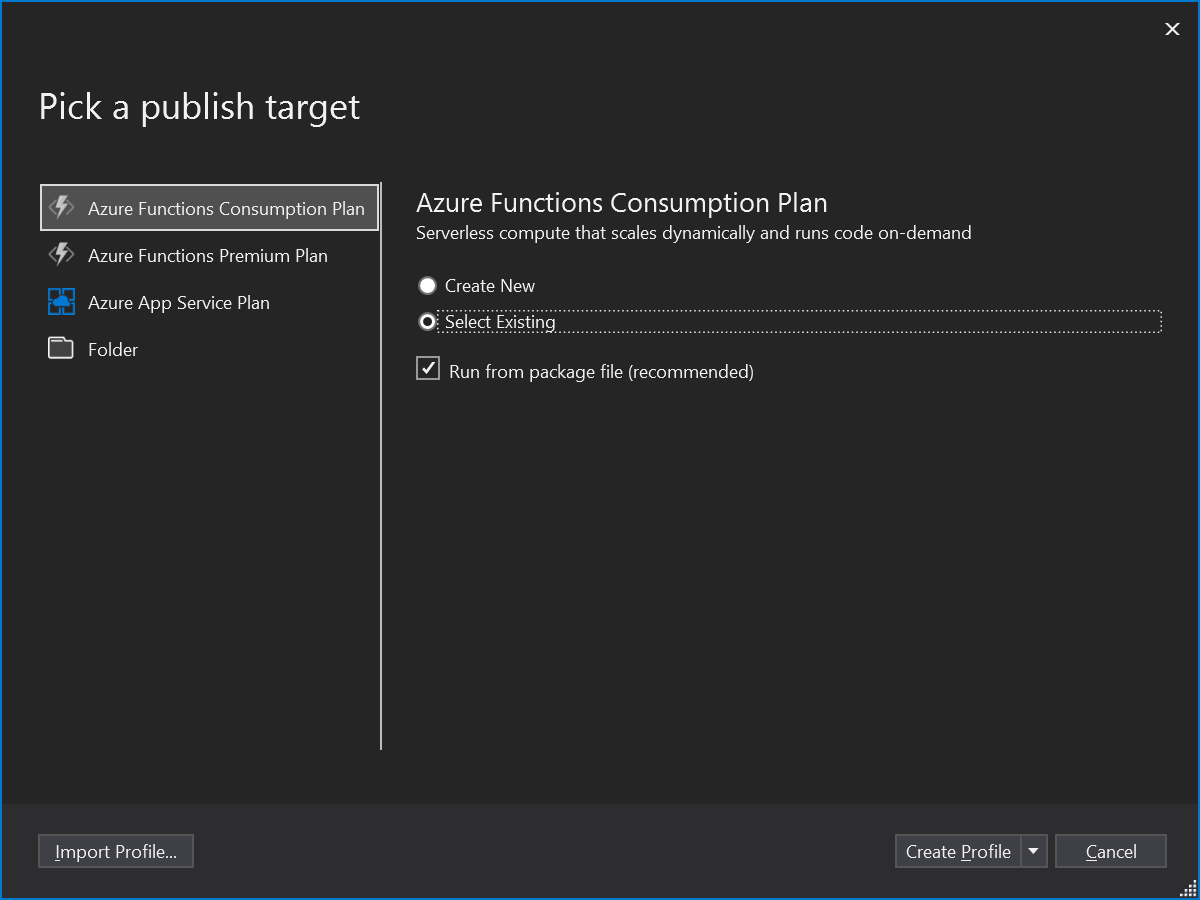 Pick a publish target
Azure Functions Consumption Plan
Azure Functions Premium Plan
Azure App Service Plan
Folder
Azure Functions Consumption Plan
Serverless compute that scales dynamically and runs code on-demand
Create New
Select Existing
Run from package file (recommended)
Import Profile...
Create Profile
Cancel